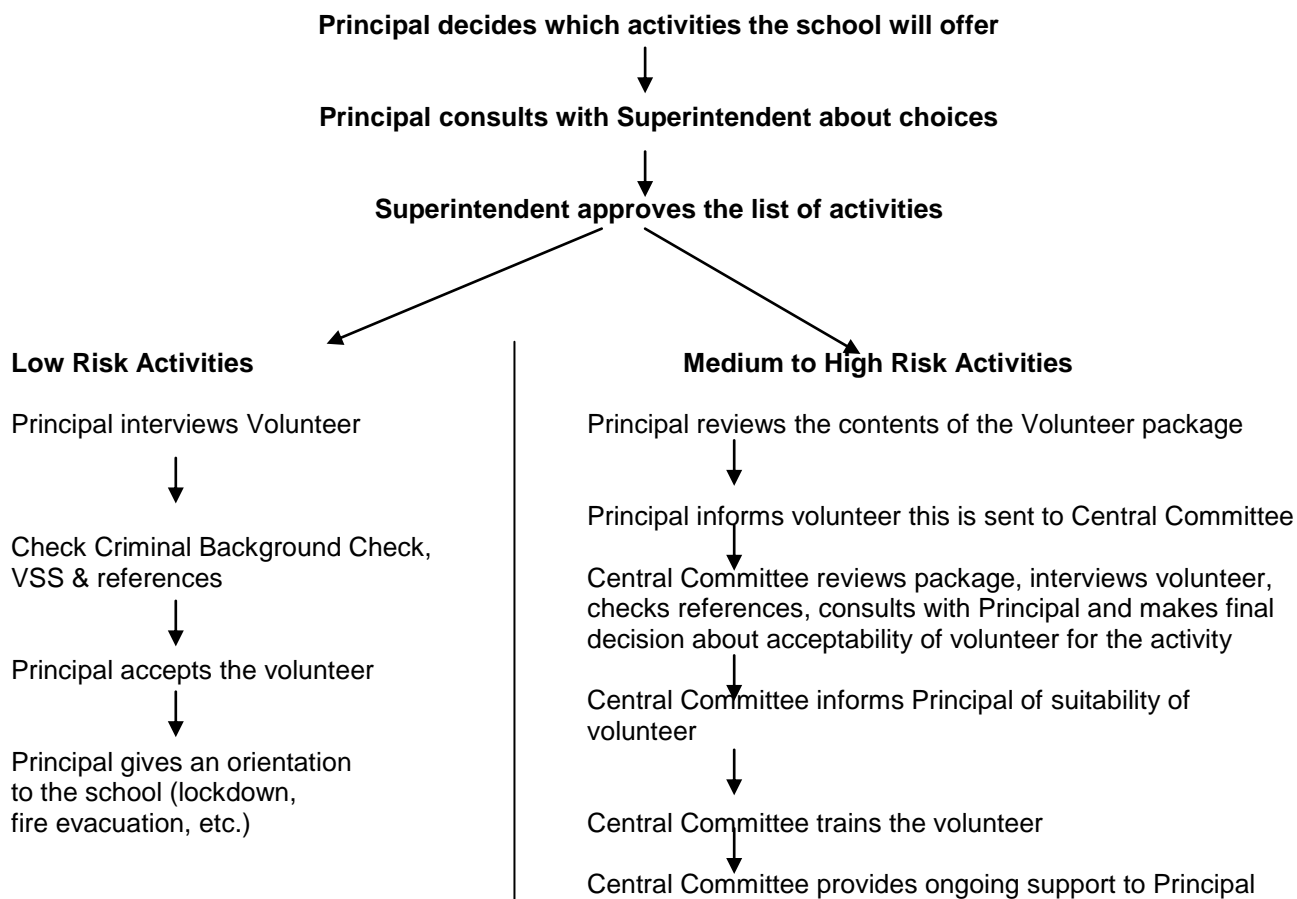 Principal decides which activities the school will offer
Principal consults with Superintendent about choices
Superintendent approves the list of activities
Low Risk Activities
Principal interviews Volunteer
Check Criminal Background Check,
VSS & references
Principal accepts the volunteer
Principal gives an orientation
to the school (lockdown,
fire evacuation, etc.)
Medium to High Risk Activities
Principal reviews the contents of the Volunteer package
Principal informs volunteer this is sent to Central Committee
Central Committee reviews package, interviews volunteer,
checks references, consults with Principal and makes final
decision about acceptability of volunteer for the activity
Central Committee informs Principal of suitability of
volunteer
Central Committee trains the volunteer
Central Committee provides ongoing support to Principal